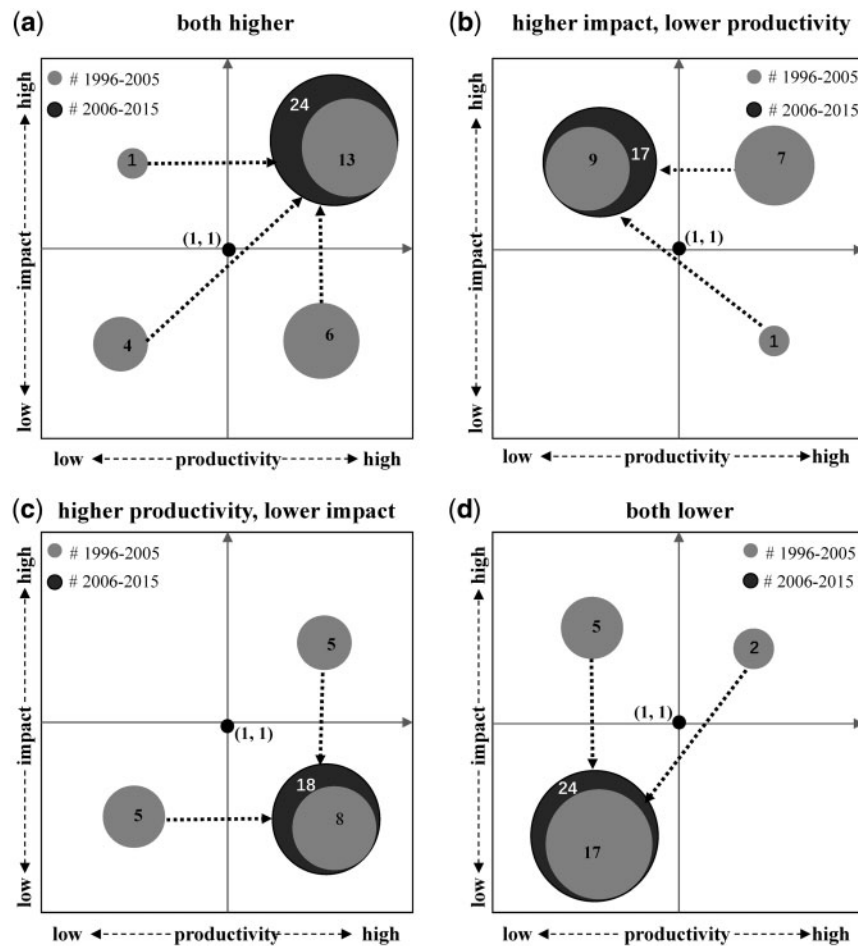 (a) both higher
# 1996-2005
# 2006-2015
24
13
1
(1, 1)
4
6
high
impact
low
low productivity high
(b) higher impact, lower productivity
# 1996-2005
# 2006-2015
9
17
7
(1, 1)
1
high
impact
low
low productivity high
(c) higher productivity, lower impact
# 1996-2005
# 2006-2015
5
(1, 1)
18
8
5
high
impact
low
low productivity high
(d) both lower
# 1996-2005
# 2006-2015
5
2
(1, 1)
24
17
high
impact
low
low productivity high